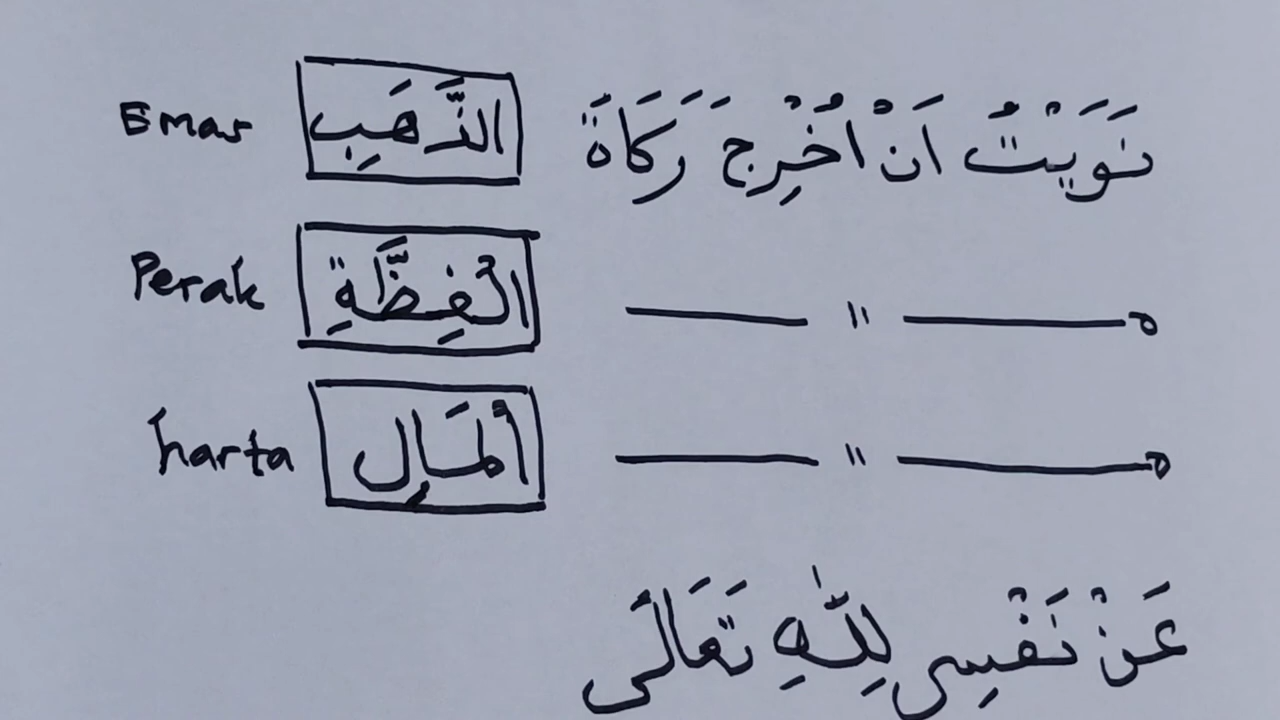 نَوَيْتُ اَنْ اُخْرِجَ زَكَاةَ الذَّهَبِ Emas
〃 الْفِظَّةِ Perak
〃 الْمَالِ harta
عَنْ نَفْسِى لِلّٰهِ تَعَالَى